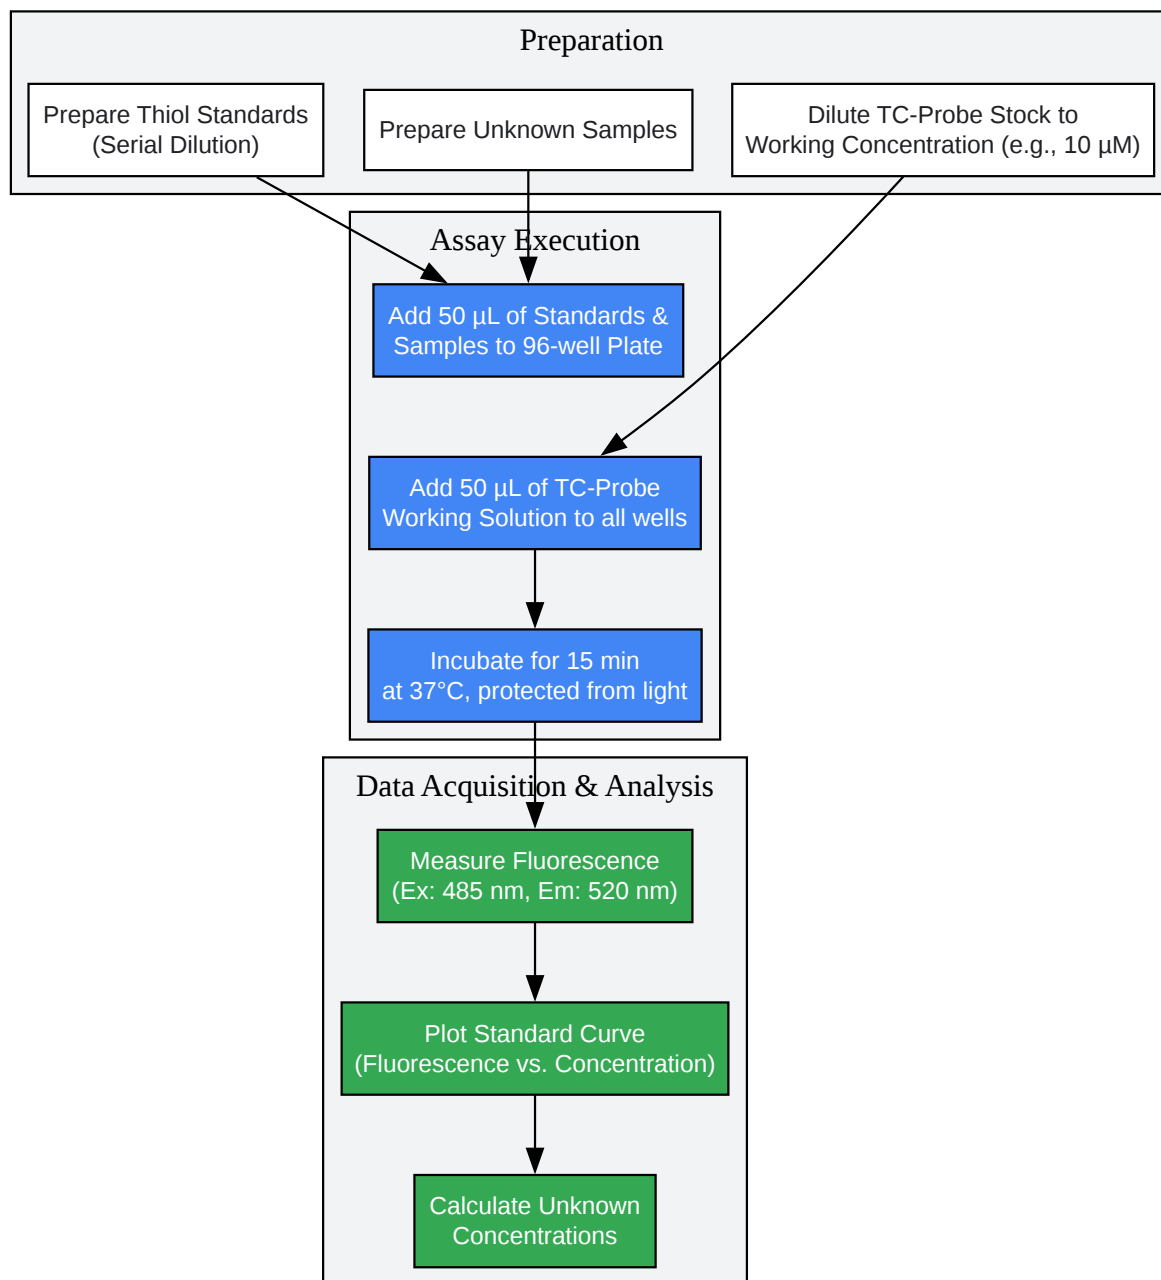 Preparation
Prepare Thiol Standards
(Serial Dilution)
Prepare Unknown Samples
Dilute TC-Probe Stock to
Working Concentration (e.g., 10 µM)
Assay Execution
Add 50 µL of Standards &
Samples to 96-well Plate
Add 50 µL of TC-Probe
Working Solution to all wells
Incubate for 15 min
at 37°C, protected from light
Data Acquisition & Analysis
Measure Fluorescence
(Ex: 485 nm, Em: 520 nm)
Plot Standard Curve
(Fluorescence vs. Concentration)
Calculate Unknown
Concentrations